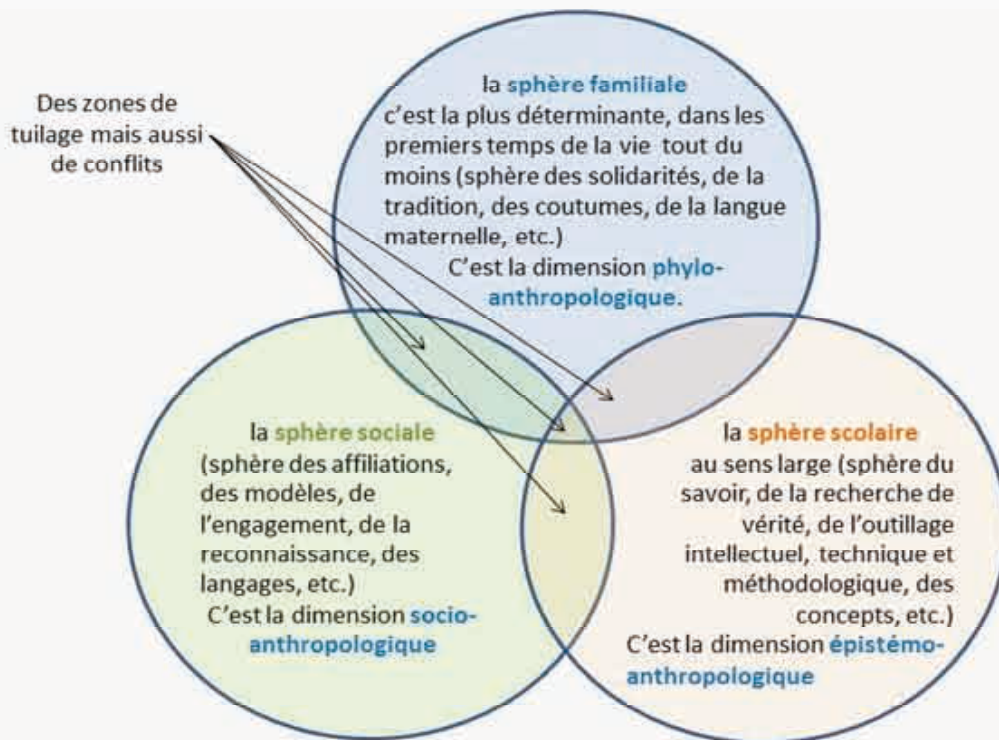 Des zones de
tuilage mais aussi
de conflits
la sphère familiale
c'est la plus déterminante, dans les
premiers temps de la vie tout du
moins (sphère des solidarités, de la
tradition, des coutumes, de la langue
maternelle, etc.)
C'est la dimension phylo-
anthropologique.
la sphère sociale
(sphère des affiliations,
des modèles, de
l'engagement, de la
reconnaissance, des
langages, etc.)
C'est la dimension socio-
anthropologique
la sphère scolaire
au sens large (sphère du
savoir, de la recherche de
vérité, de l'outillage
intellectuel, technique et
méthodologique, des
concepts, etc.)
C'est la dimension épistémo-
anthropologique